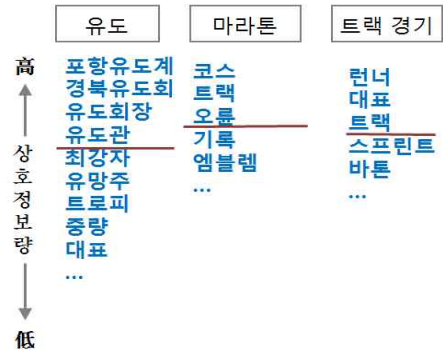 유도
마라톤
트랙 경기
高
상호정보량
低
포항유도계
경북유도회
유도회장
유도관
최강자
유망주
트로피
중량
대표
...
코스
트랙
오륜
기록
엠블렘
...
런너
대표
트랙
스프린트
바톤
...